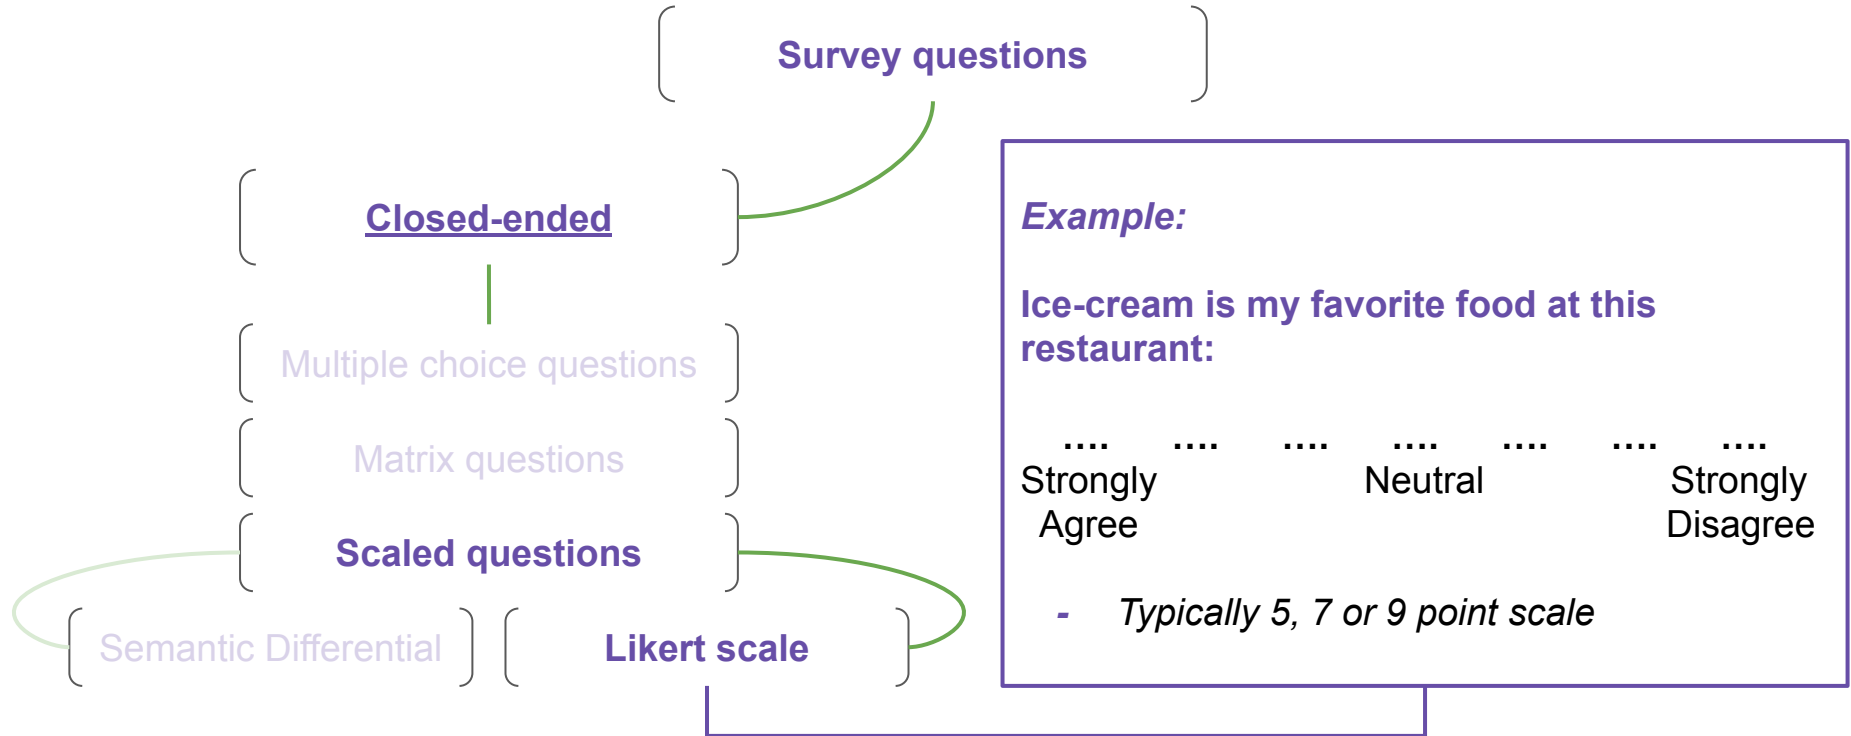 Survey questions
Closed-ended
Multiple choice questions
Matrix questions
Scaled questions
Semantic Differential
Likert scale
Example:
Ice-cream is my favorite food at this
restaurant:
.... .... .... .... .... .... ....
Strongly Neutral Strongly
Agree Disagree
- Typically 5, 7 or 9 point scale